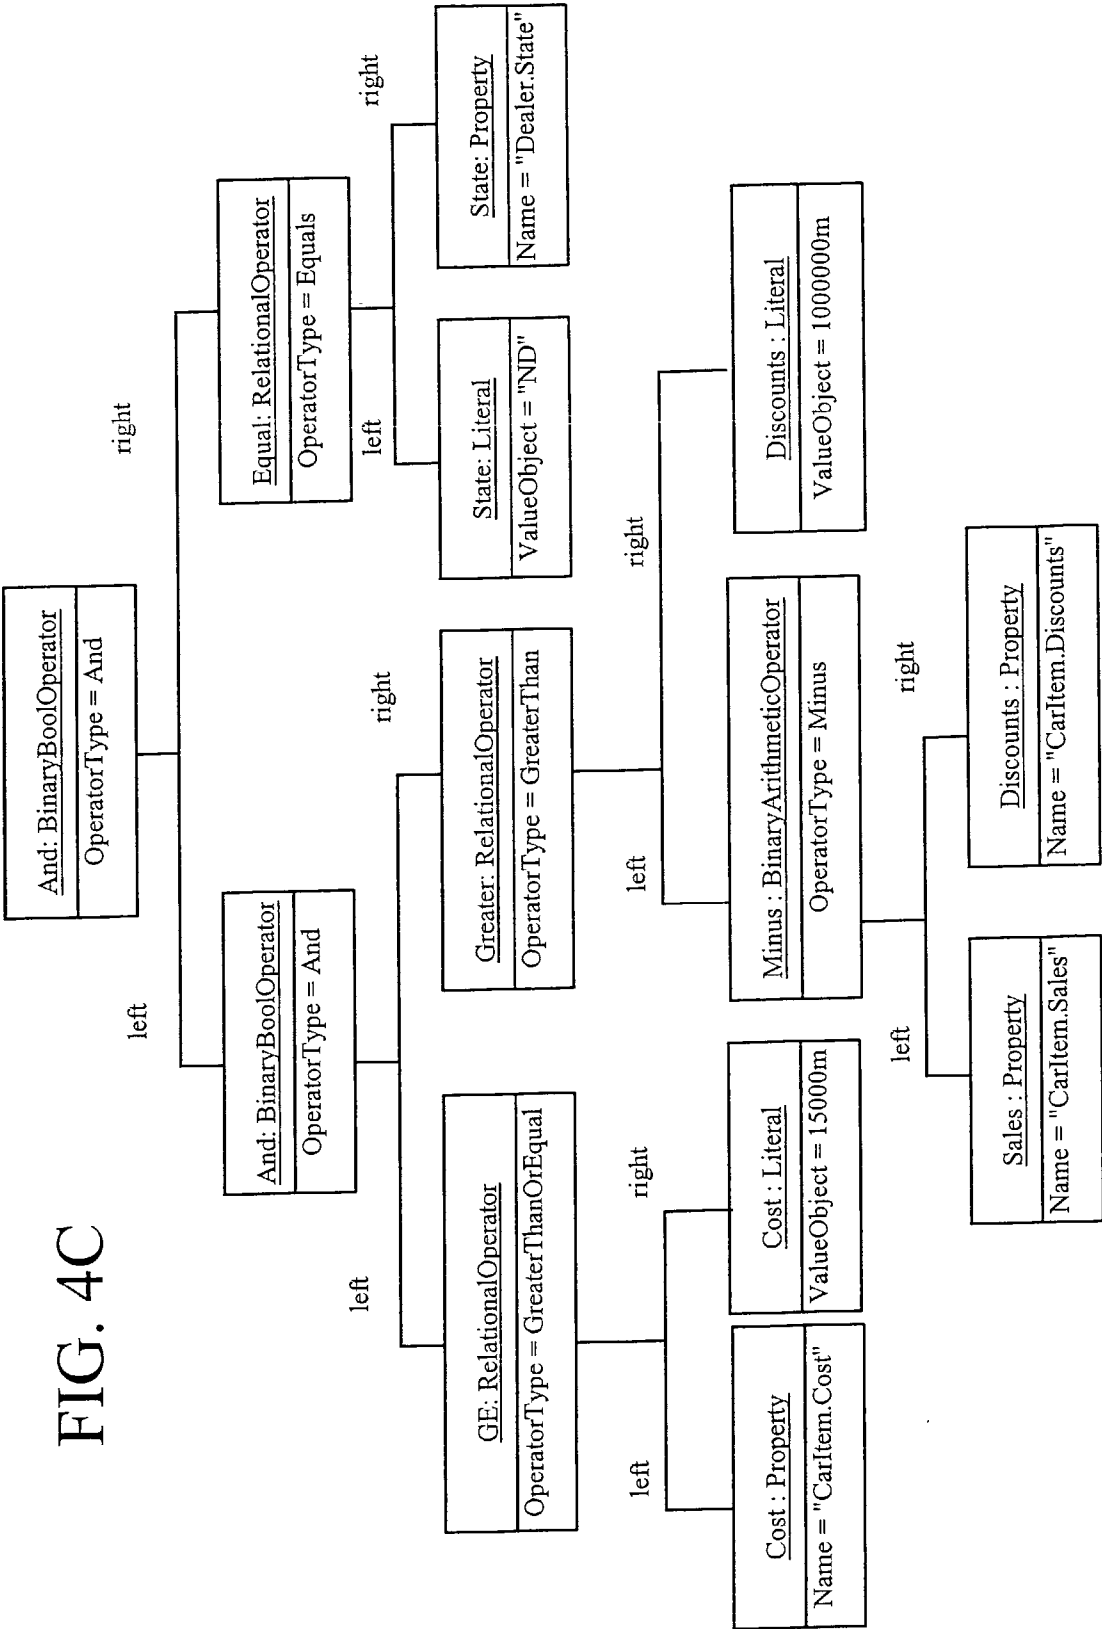 FIG. 4C
And: BinaryBoolOperator
OperatorType = And
left
right
And: BinaryBoolOperator
OperatorType = And
Equal: RelationalOperator
OperatorType = Equals
left
right
left
right
GE: RelationalOperator
OperatorType = GreaterThanOrEqual
Greater: RelationalOperator
OperatorType = GreaterThan
State: Literal
ValueObject = "ND"
State: Property
Name = "Dealer.State"
left
right
left
right
Cost : Property
Name = "CarItem.Cost"
Cost : Literal
ValueObject = 15000m
Minus : BinaryArithmeticOperator
OperatorType = Minus
Discounts : Literal
ValueObject = 1000000m
left
right
Sales : Property
Name = "CarItem.Sales"
Discounts : Property
Name = "CarItem.Discounts"